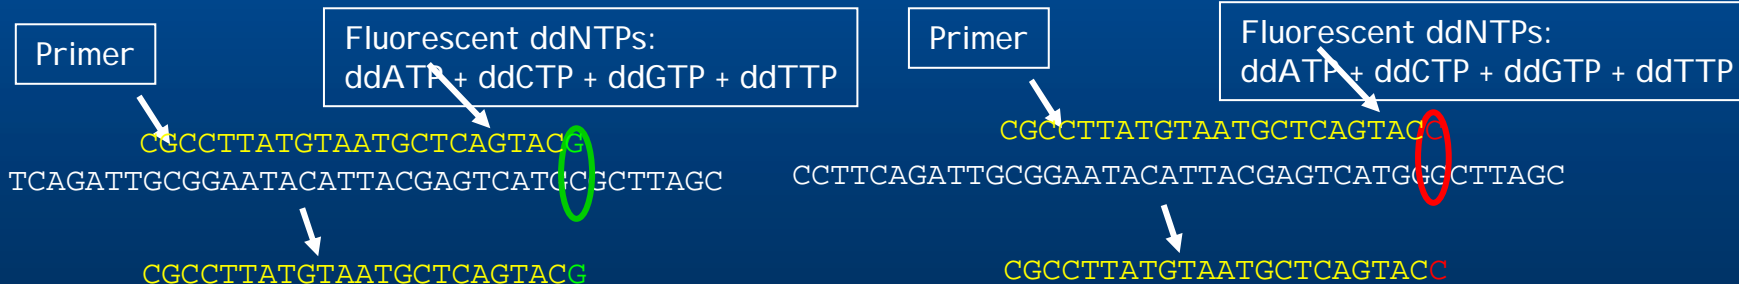 Primer
Fluorescent ddNTPs:
ddATP + ddCTP + ddGTP + ddTTP
CGCCTTATGTAATGCTCAGTACG
TCAGATTGCGGAATACATTACGAGTCATGCGCTTAGC
CGCCTTATGTAATGCTCAGTACG
Primer
Fluorescent ddNTPs:
ddATP + ddCTP + ddGTP + ddTTP
CGCCTTATGTAATGCTCAGTACC
CCTTCAGATTGCGGAATACATTACGAGTCATGGGCTTAGC
CGCCTTATGTAATGCTCAGTACC